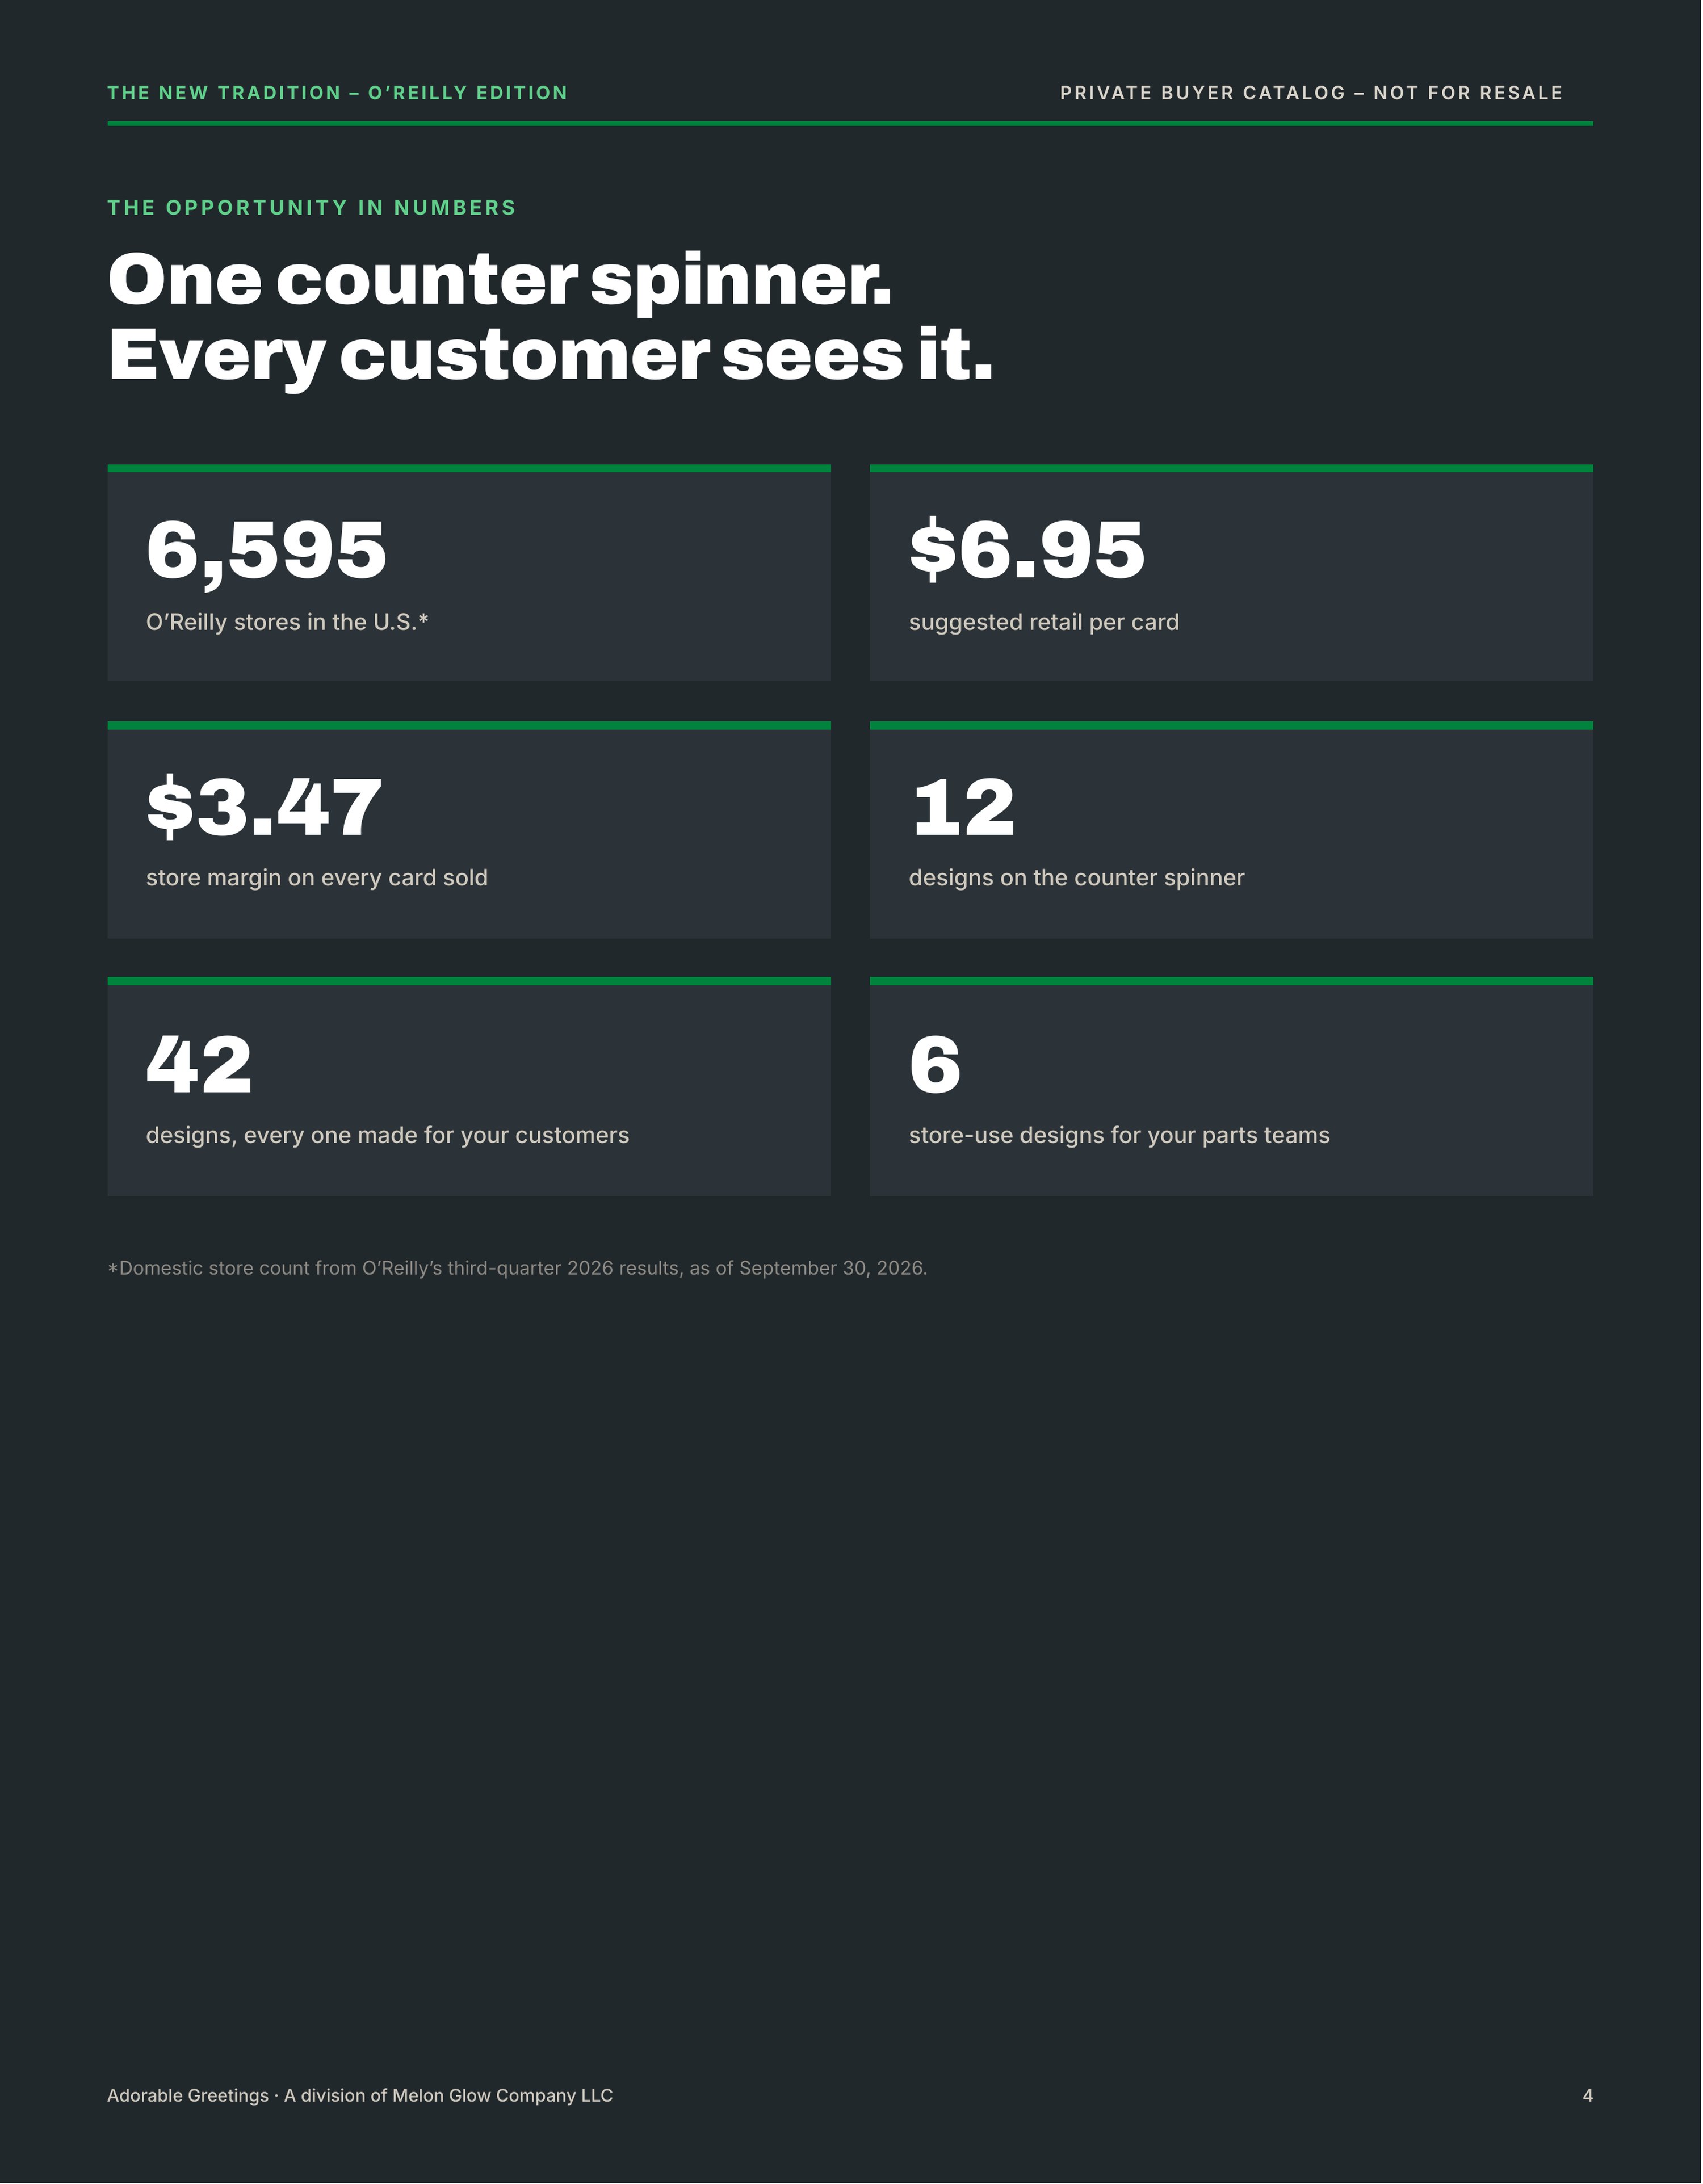 THE NEW TRADITION – O’REILLY EDITION
PRIVATE BUYER CATALOG – NOT FOR RESALE
THE OPPORTUNITY IN NUMBERS
One counter spinner.
Every customer sees it.
6,595
O’Reilly stores in the U.S.*
$6.95
suggested retail per card
$3.47
store margin on every card sold
12
designs on the counter spinner
42
designs, every one made for your customers
6
store-use designs for your parts teams
*Domestic store count from O’Reilly’s third-quarter 2026 results, as of September 30, 2026.
Adorable Greetings · A division of Melon Glow Company LLC
4